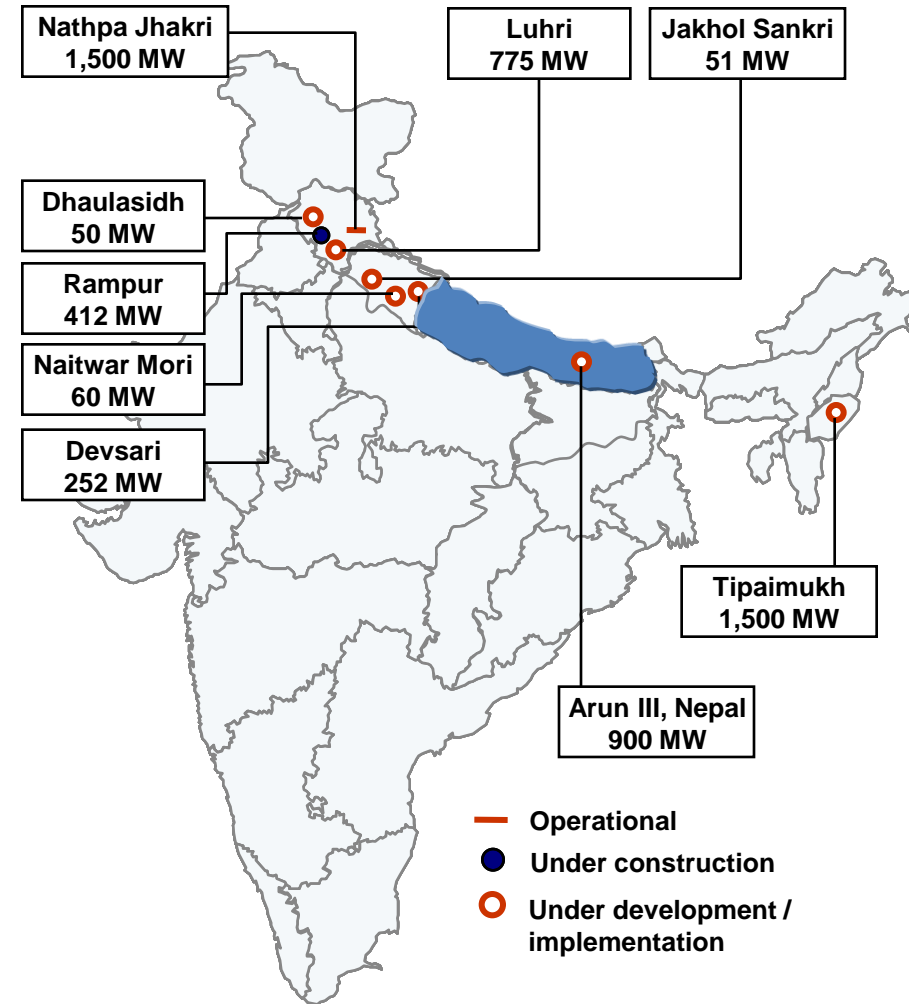 Nathpa Jhakri
1,500 MW
Luhri
775 MW
Jakhol Sankri
51 MW
Dhaulasidh
50 MW
Rampur
412 MW
Naitwar Mori
60 MW
Devsari
252 MW
Tipaimukh
1,500 MW
Arun III, Nepal
900 MW
Operational
Under construction
Under development /
implementation